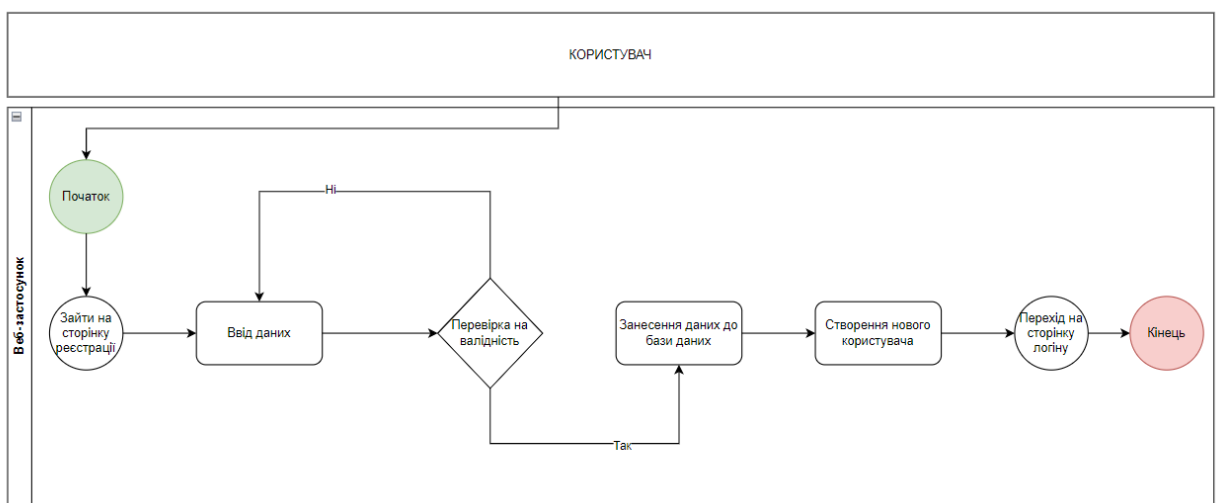 КОРИСТУВАЧ
Веб-застосунок
Початок
Ні
Зайти на
сторінку
реєстрації
Ввід даних
Перевірка на
валідність
Так
Занесення даних до
бази даних
Створення нового
користувача
Перехід на
сторінку
логіну
Кінець